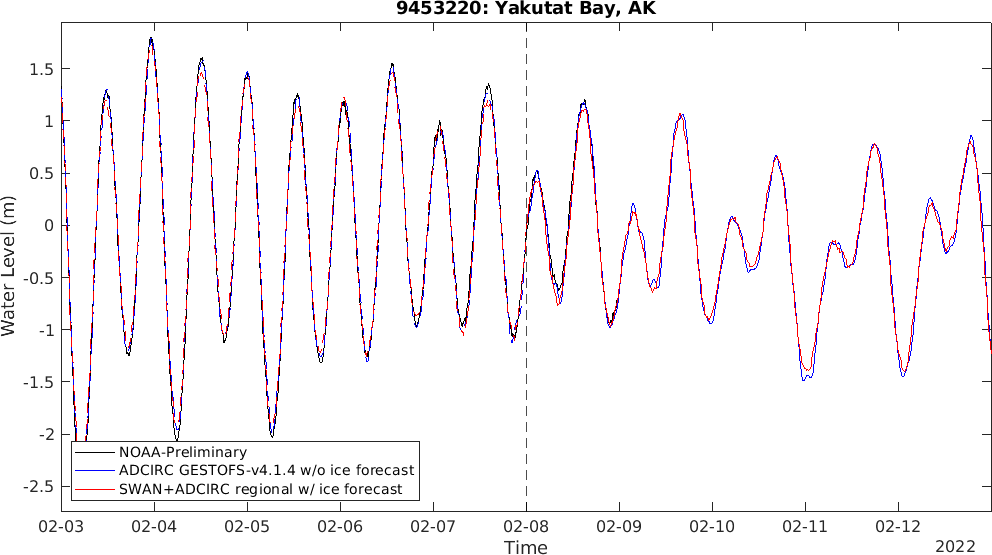 9453220: Yakutat Bay, AK
Water Level (m)
1.5
1
0.5
0
-0.5
-1
-1.5
-2
-2.5
NOAA-Preliminary
ADCIRC GESTOFS-v4.1.4 w/o ice forecast
SWAN+ADCIRC regional w/ ice forecast
02-03 02-04 02-05 02-06 02-07 02-08 02-09 02-10 02-11 02-12
Time
2022